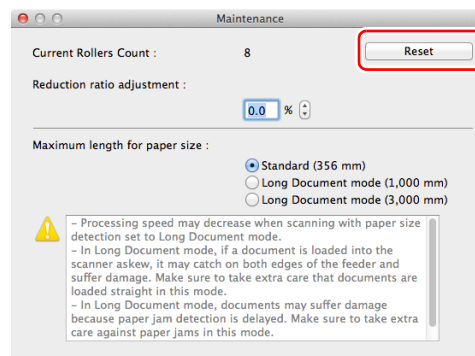 Maintenance
Current Rollers Count : 8 Reset
Reduction ratio adjustment :
0.0 %
Maximum length for paper size :
Standard (356 mm)
Long Document mode (1,000 mm)
Long Document mode (3,000 mm)
– Processing speed may decrease when scanning with paper size
detection set to Long Document mode.
– In Long Document mode, if a document is loaded into the
scanner askew, it may catch on both edges of the feeder and
suffer damage. Make sure to take extra care that documents are
loaded straight in this mode.
– In Long Document mode, documents may suffer damage
because paper jam detection is delayed. Make sure to take extra
care against paper jams in this mode.